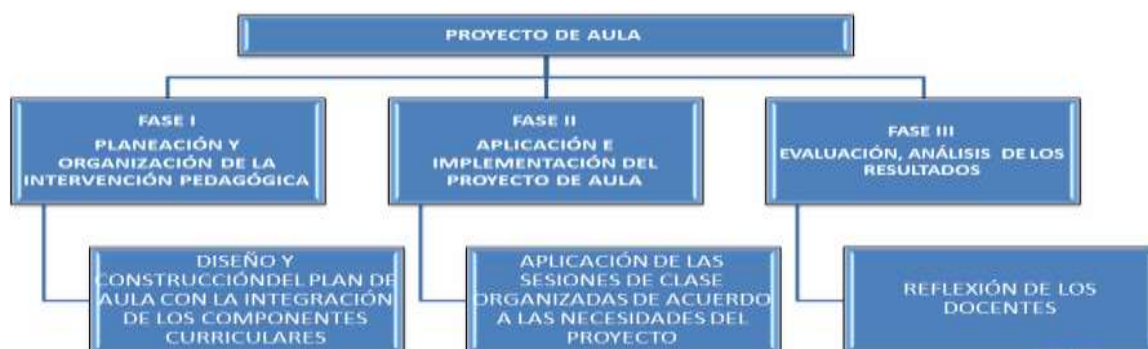 PROYECTO DE AULA
FASE I
PLANEACIÓN Y
ORGANIZACIÓN DE LA
INTERVENCIÓN PEDAGÓGICA
FASE II
APLICACIÓN E
IMPLEMENTACIÓN DEL
PROYECTO DE AULA
FASE III
EVALUACIÓN, ANÁLISIS DE LOS
RESULTADOS
DISEÑO Y
CONSTRUCCIÓNDEL PLAN DE
AULA CON LA INTEGRACIÓN
DE LOS COMPONENTES
CURRICULARES
APLICACIÓN DE LAS
SESIONES DE CLASE
ORGANIZADAS DE ACUERDO
A LAS NECESIDADES DEL
PROYECTO
REFLEXIÓN DE LOS
DOCENTES